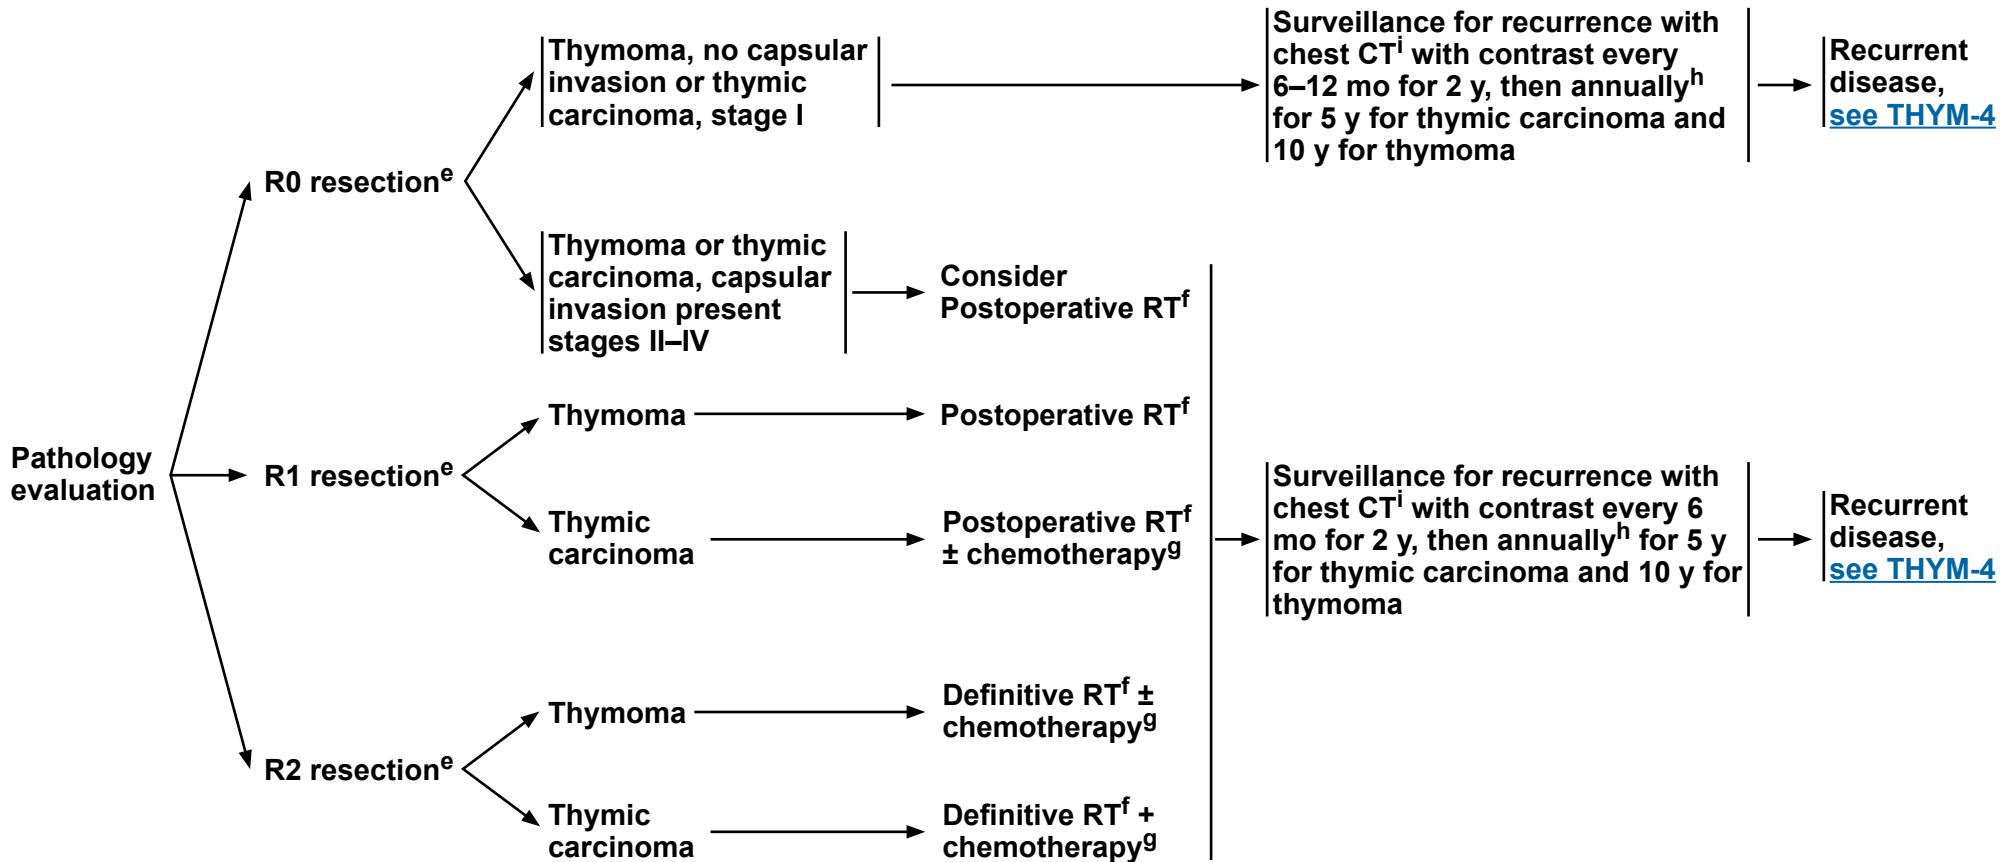 Pathology
evaluation
R0 resectione
Thymoma, no capsular
invasion or thymic
carcinoma, stage I
Surveillance for recurrence with
chest CTi with contrast every
6–12 mo for 2 y, then annuallyh
for 5 y for thymic carcinoma and
10 y for thymoma
Recurrent
disease,
see THYM-4
Thymoma or thymic
carcinoma, capsular
invasion present
stages II–IV
Consider
Postoperative RTf
R1 resectione
Thymoma
Postoperative RTf
Thymic
carcinoma
Postoperative RTf
± chemotherapyg
R2 resectione
Thymoma
Definitive RTf ±
chemotherapyg
Thymic
carcinoma
Definitive RTf +
chemotherapyg
Surveillance for recurrence with
chest CTi with contrast every 6
mo for 2 y, then annuallyh for 5 y
for thymic carcinoma and 10 y for
thymoma
Recurrent
disease,
see THYM-4